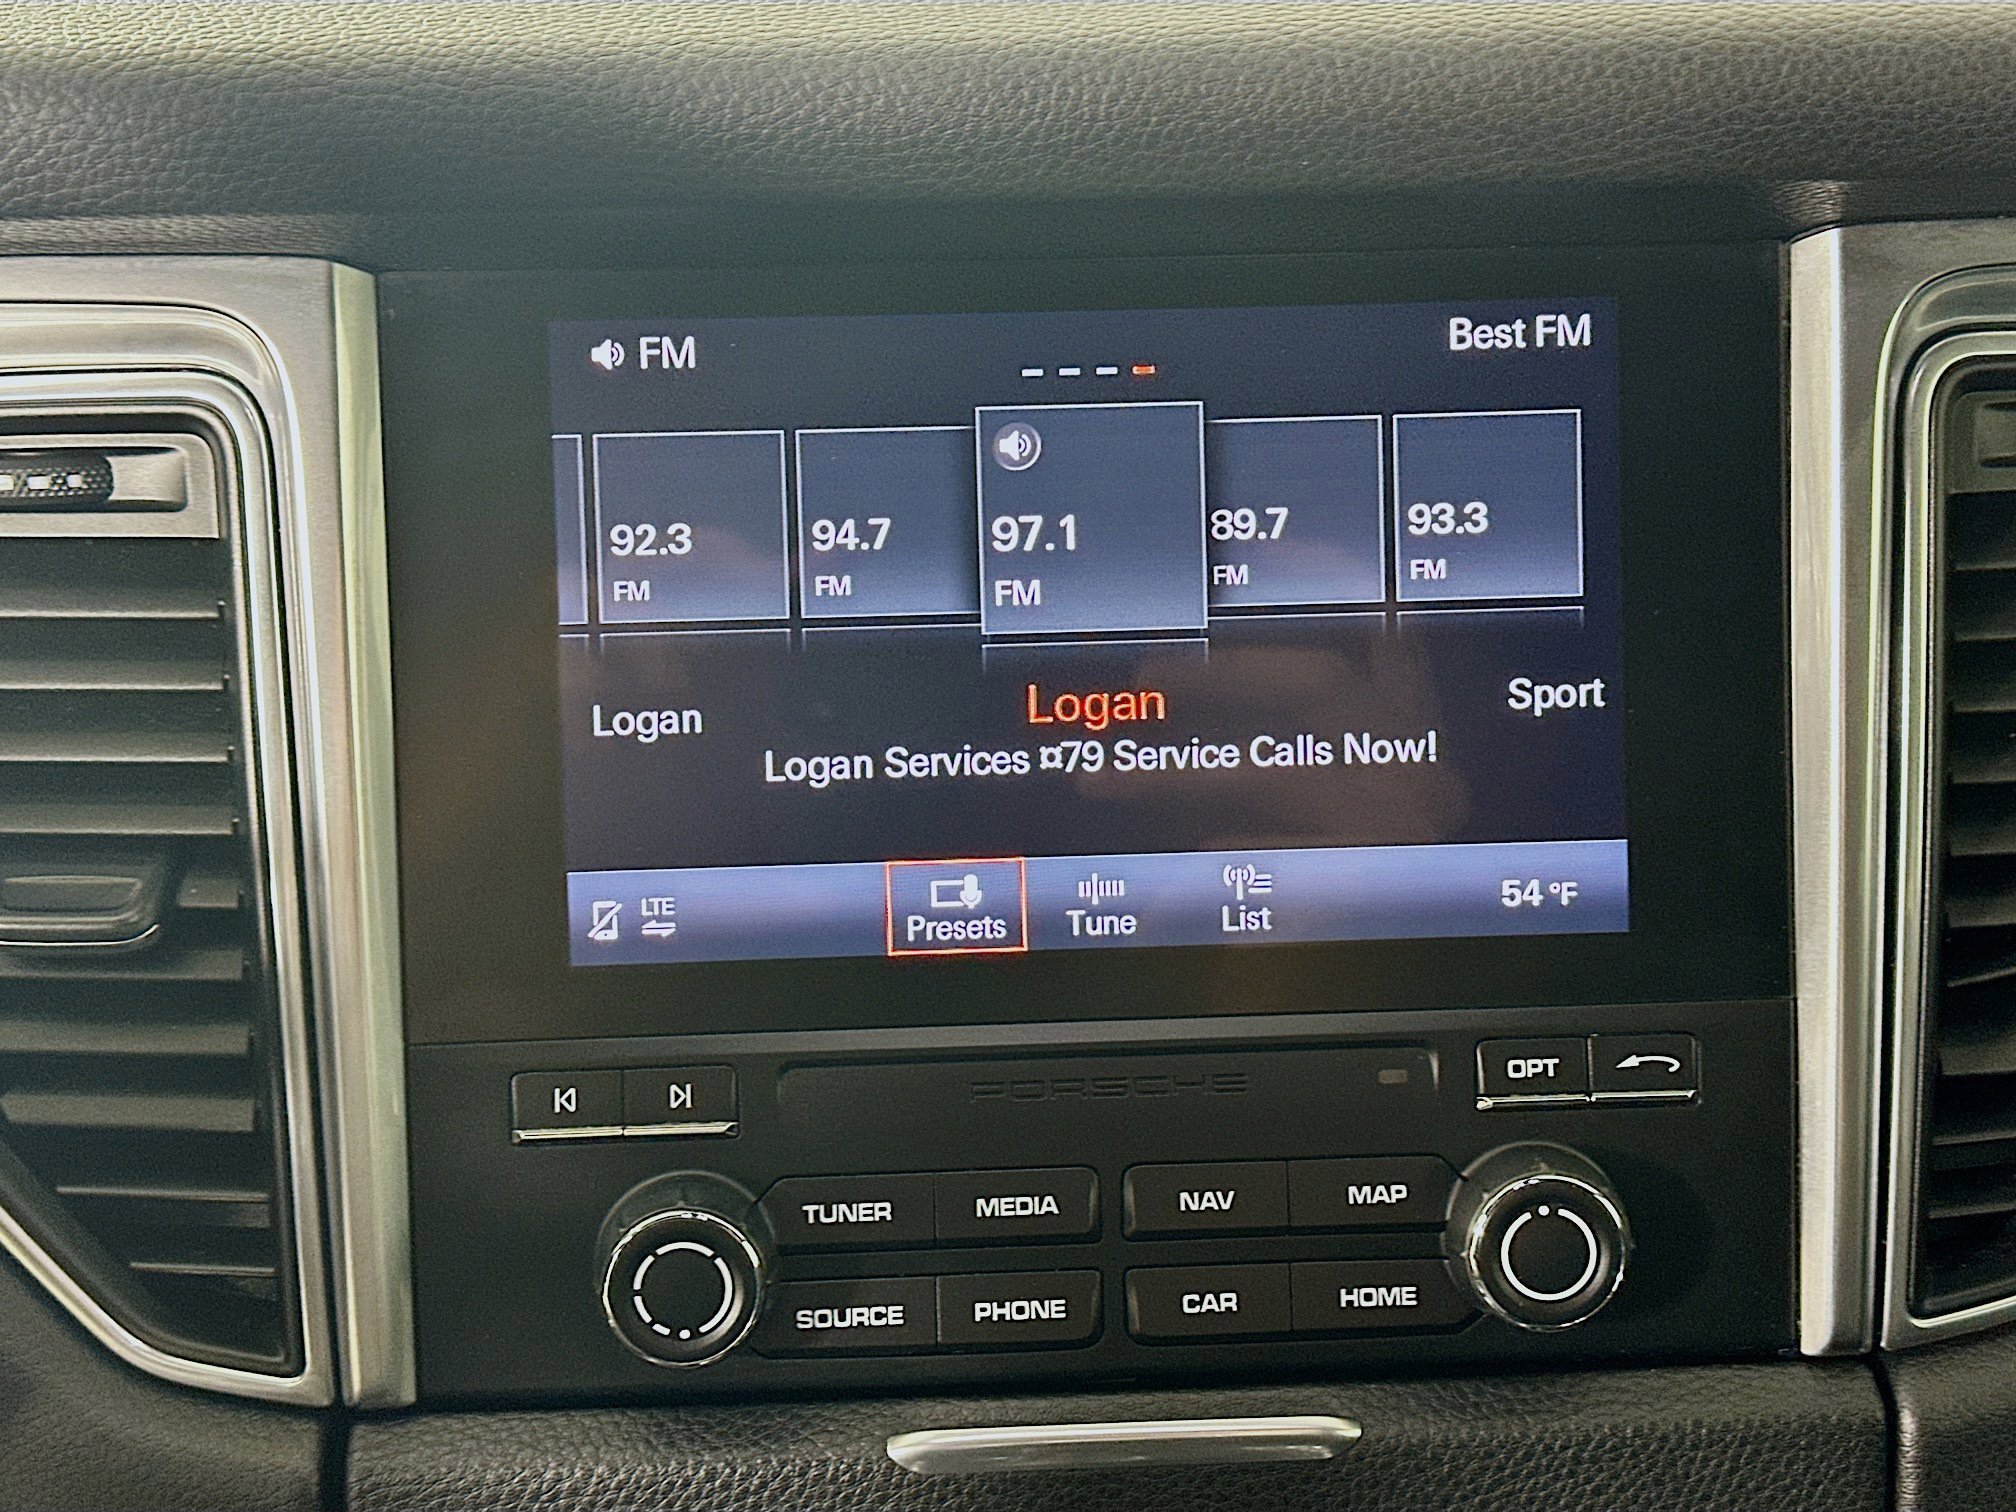 FM
Best FM
92.3
FM
94.7
FM
97.1
FM
89.7
FM
93.3
FM
Logan
Logan
Sport
Logan Services ¤79 Service Calls Now!
LTE
Presets
Tune
List
54 °F
PORSCHE
OPT
TUNER
MEDIA
NAV
MAP
SOURCE
PHONE
CAR
HOME